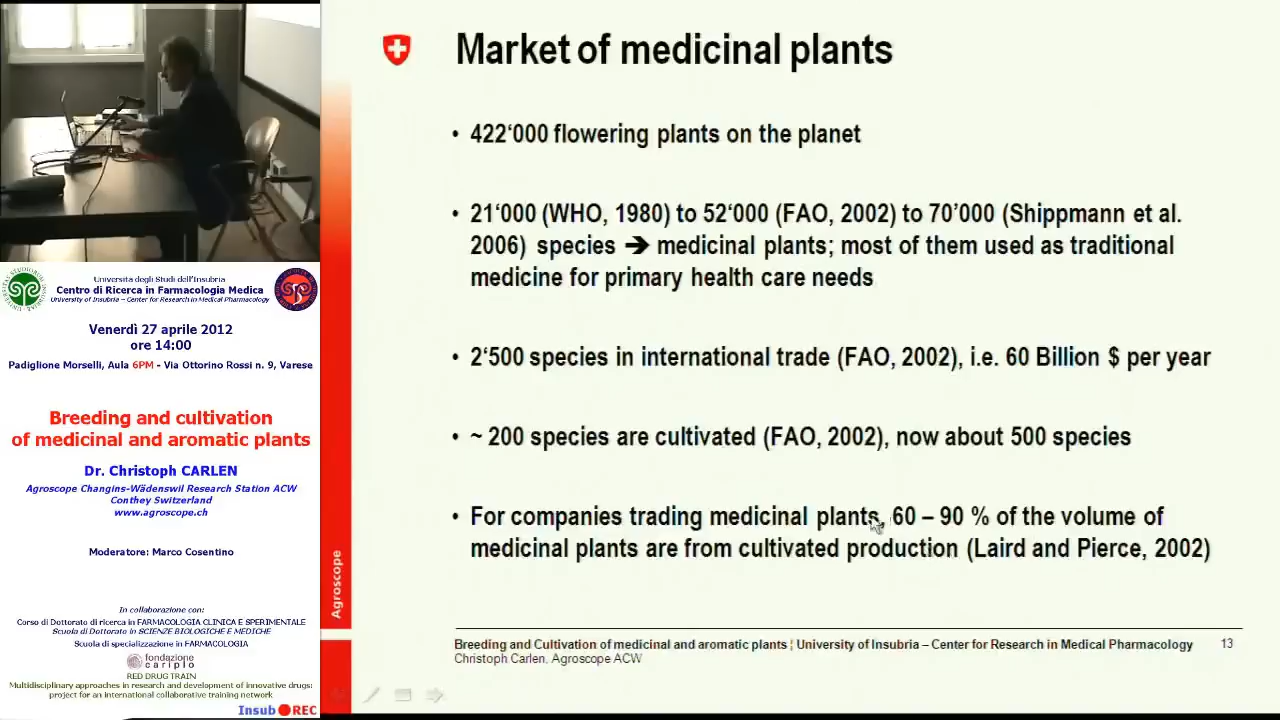 Market of medicinal plants
• 422‘000 flowering plants on the planet
• 21‘000 (WHO, 1980) to 52‘000 (FAO, 2002) to 70’000 (Shippmann et al.
2006) species ➔ medicinal plants; most of them used as traditional
medicine for primary health care needs
• 2‘500 species in international trade (FAO, 2002), i.e. 60 Billion $ per year
• ~ 200 species are cultivated (FAO, 2002), now about 500 species
• For companies trading medicinal plants, 60 – 90 % of the volume of
medicinal plants are from cultivated production (Laird and Pierce, 2002)
Breeding and Cultivation of medicinal and aromatic plants ¦ University of Insubria – Center for Research in Medical Pharmacology 13
Christoph Carlen, Agroscope ACW
Agroscope
Università degli Studi dell'Insubria
Centro di Ricerca in Farmacologia Medica
University of Insubria – Center for Research in Medical Pharmacology
Venerdì 27 aprile 2012
ore 14:00
Padiglione Morselli, Aula 6PM - Via Ottorino Rossi n. 9, Varese
Breeding and cultivation
of medicinal and aromatic plants
Dr. Christoph CARLEN
Agroscope Changins-Wädenswil Research Station ACW
Conthey Switzerland
www.agroscope.ch
Moderatore: Marco Cosentino
In collaborazione con:
Corso di Dottorato di ricerca in FARMACOLOGIA CLINICA E SPERIMENTALE
Scuola di Dottorato in SCIENZE BIOLOGICHE E MEDICHE
Scuola di specializzazione in FARMACOLOGIA
fondazione
cariplo
RED DRUG TRAIN
Multidisciplinary approaches in research and development of innovative drugs:
project for an international collaborative training network
Insub REC